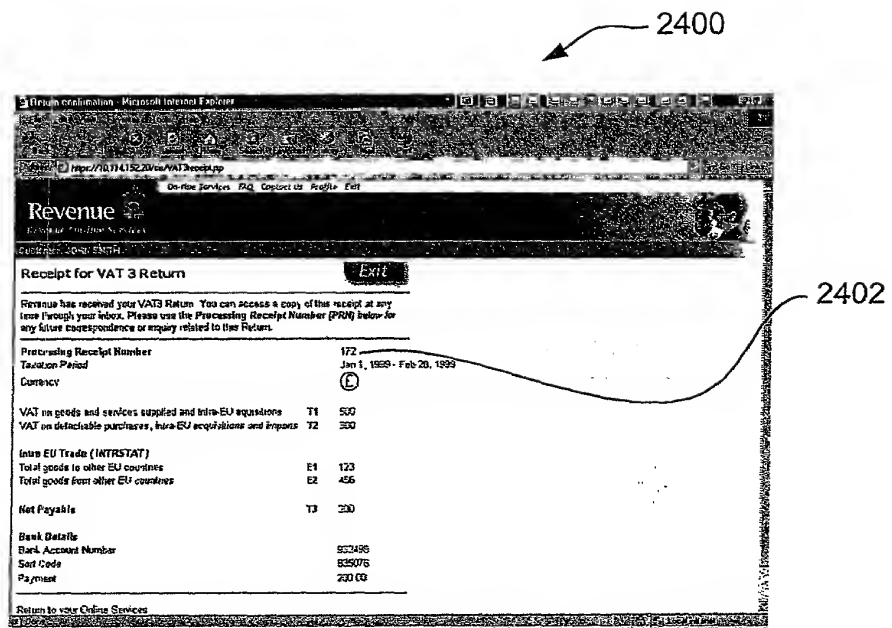 2400
Return confirmation - Microsoft Internet Explorer
On-line Services FAQ Contact Us Profile Exit
Revenue
Customer: JOHN SMITH
Receipt for VAT 3 Return Exit
Revenue has received your VAT3 Return. You can access a copy of this receipt at any
time through your inbox. Please use the Processing Receipt Number (PRN) below for
any future correspondence or inquiry related to this Return.
2402
Processing Receipt Number 172
Taxation Period Jan 1, 1999 - Feb 28, 1999
Currency £
VAT on goods and services supplied and Intra-EU T1 500
VAT on purchases, Intra-EU acquisitions and imports T2 300
Intra EU Trade (INTRSTAT)
Total goods to other EU countries E1 123
Total goods from other EU countries E2 456
Net Payable T3 200
Bank Details
Bank Account Number
Sort Code
Payment 200.00
Return to your Online Services